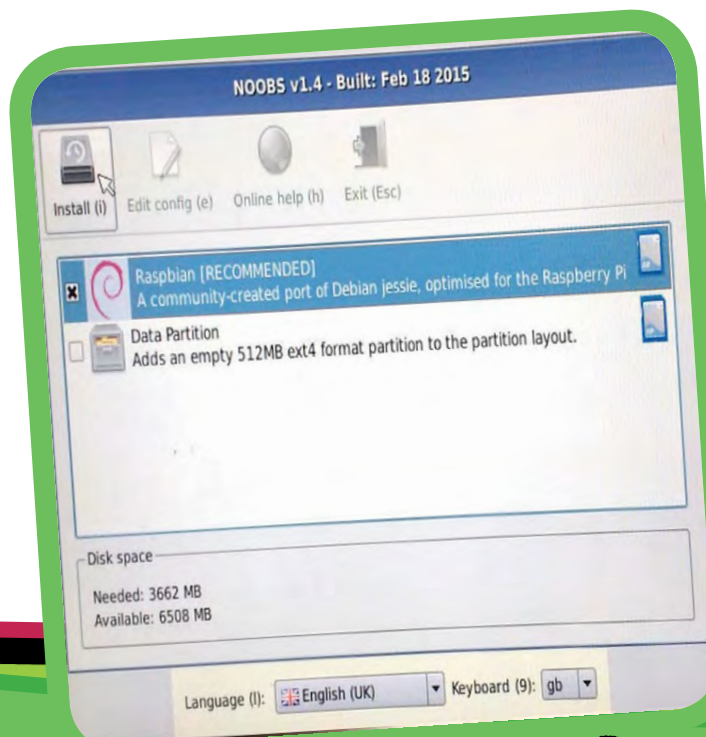 NOOBS v1.4 - Built: Feb 18 2015
Install (i) Edit config (e) Online help (h) Exit (Esc)
Raspbian [RECOMMENDED]
A community-created port of Debian jessie, optimised for the Raspberry Pi
Data Partition
Adds an empty 512MB ext4 format partition to the partition layout.
Disk space
Needed: 3662 MB
Available: 6508 MB
Language (l): English (UK) Keyboard (9): gb